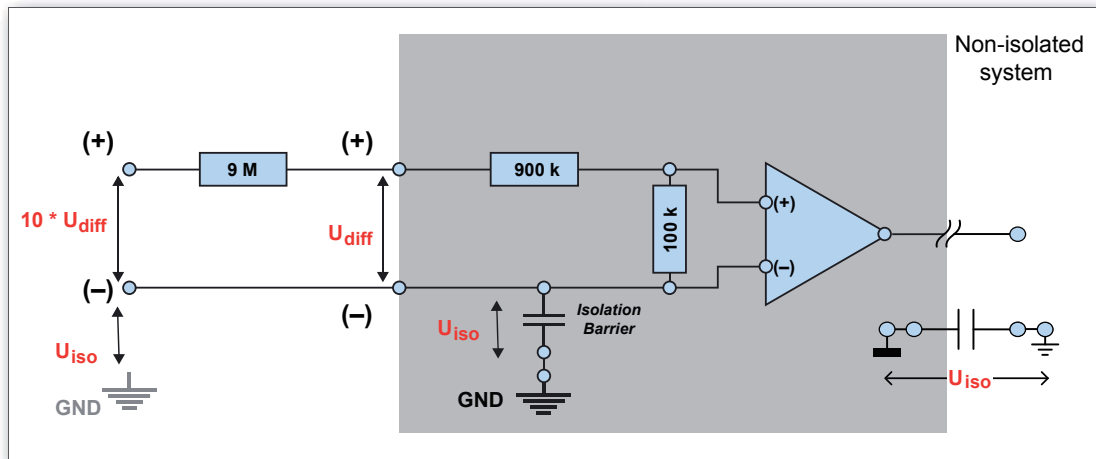 Non-isolated
system
(+)
(+)
9 M
900 k
10 * Udiff
Udiff
100 k
(+)
(–)
(–)
(–)
Uiso
Isolation
Barrier
Uiso
GND
GND
Uiso